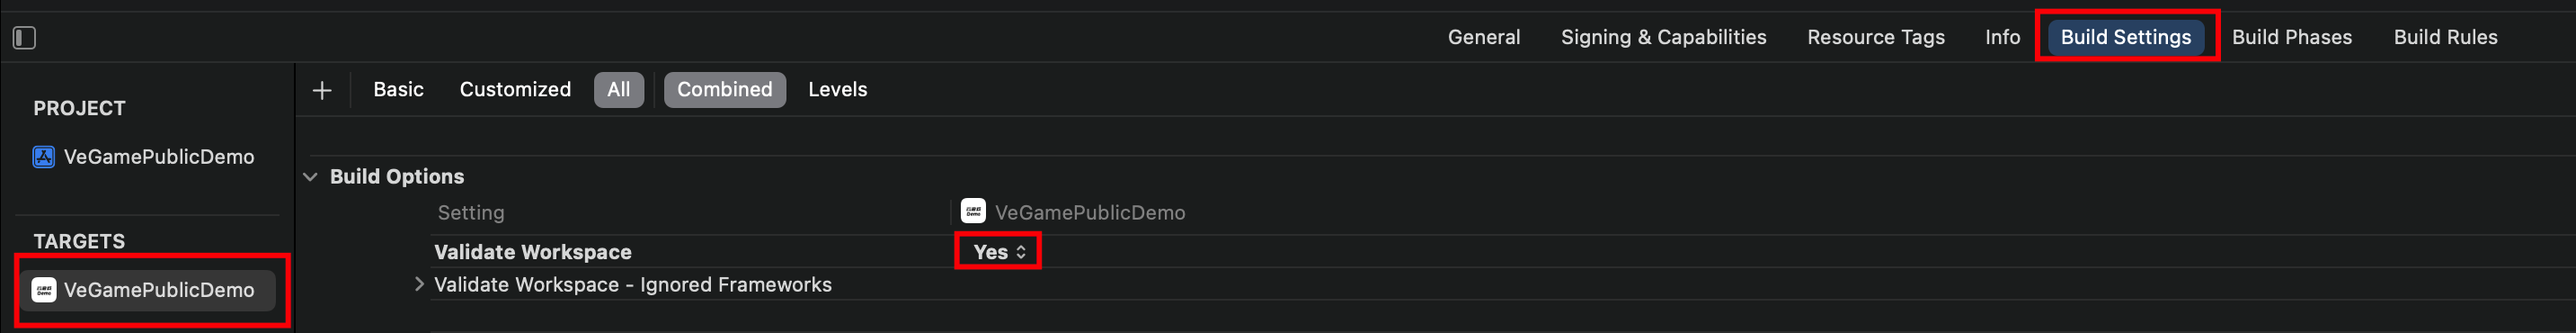 General Signing & Capabilities Resource Tags Info Build Settings Build Phases Build Rules
PROJECT
VeGamePublicDemo
TARGETS
VeGamePublicDemo
+ Basic Customized All Combined Levels
Build Options
Setting VeGamePublicDemo
Validate Workspace Yes
Validate Workspace - Ignored Frameworks